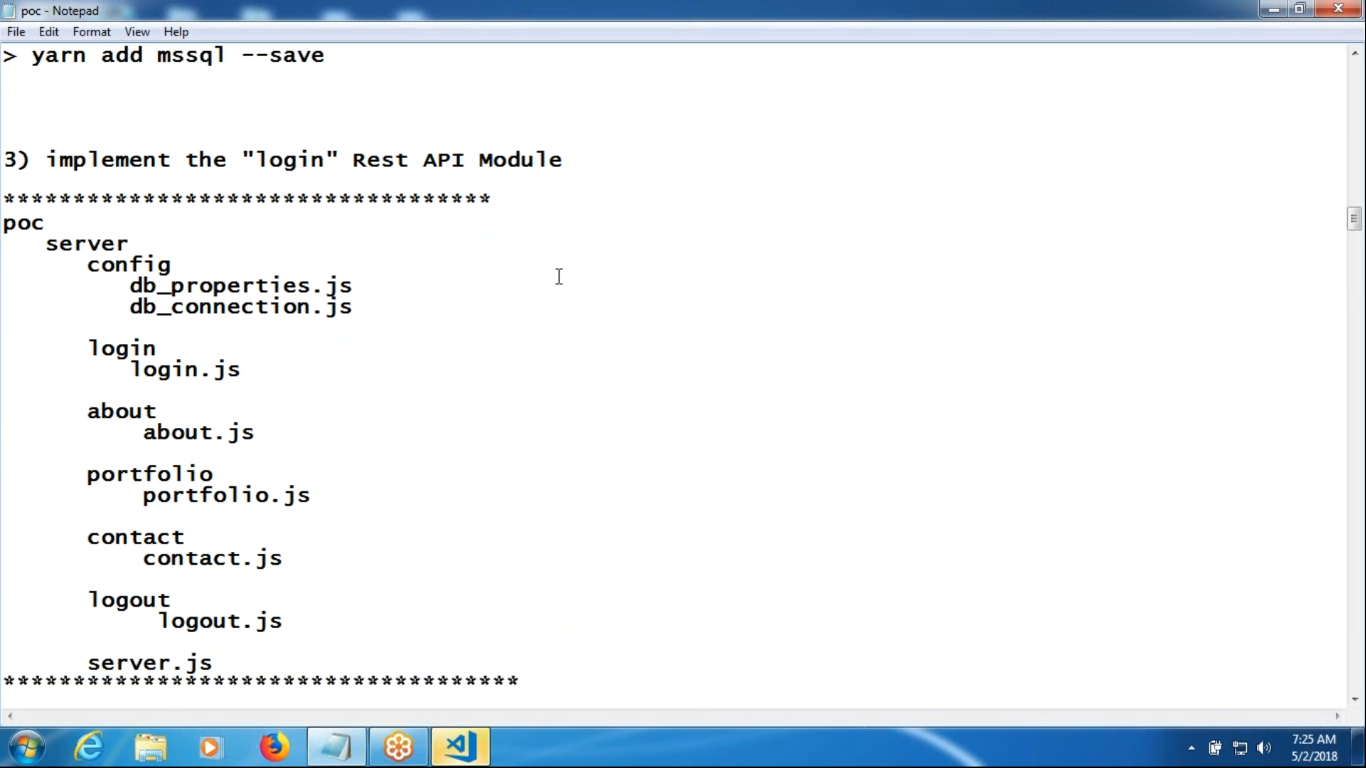 poc - Notepad
File Edit Format View Help
> yarn add mssql --save
3) implement the "login" Rest API Module
***********************************
poc
server
config
db_properties.js
db_connection.js
login
login.js
about
about.js
portfolio
portfolio.js
contact
contact.js
logout
logout.js
server.js
*************************************
7:25 AM
5/2/2018